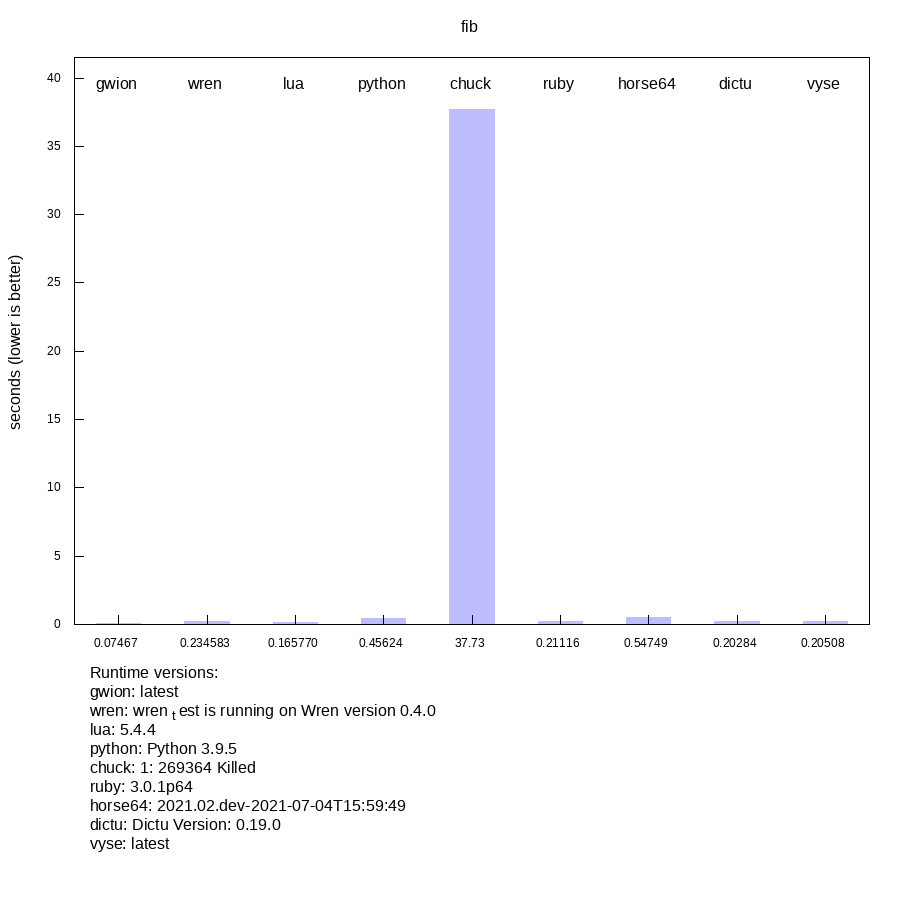 fib
gwion wren lua python chuck ruby horse64 dictu vyse
40
35
30
25
20
15
10
5
0
seconds (lower is better)
0.07467 0.234583 0.165770 0.45624 37.73 0.21116 0.54749 0.20284 0.20508
Runtime versions:
gwion: latest
wren: wren test is running on Wren version 0.4.0
lua: 5.4.4
python: Python 3.9.5
chuck: 1: 269364 Killed
ruby: 3.0.1p64
horse64: 2021.02.dev-2021-07-04T15:59:49
dictu: Dictu Version: 0.19.0
vyse: latest